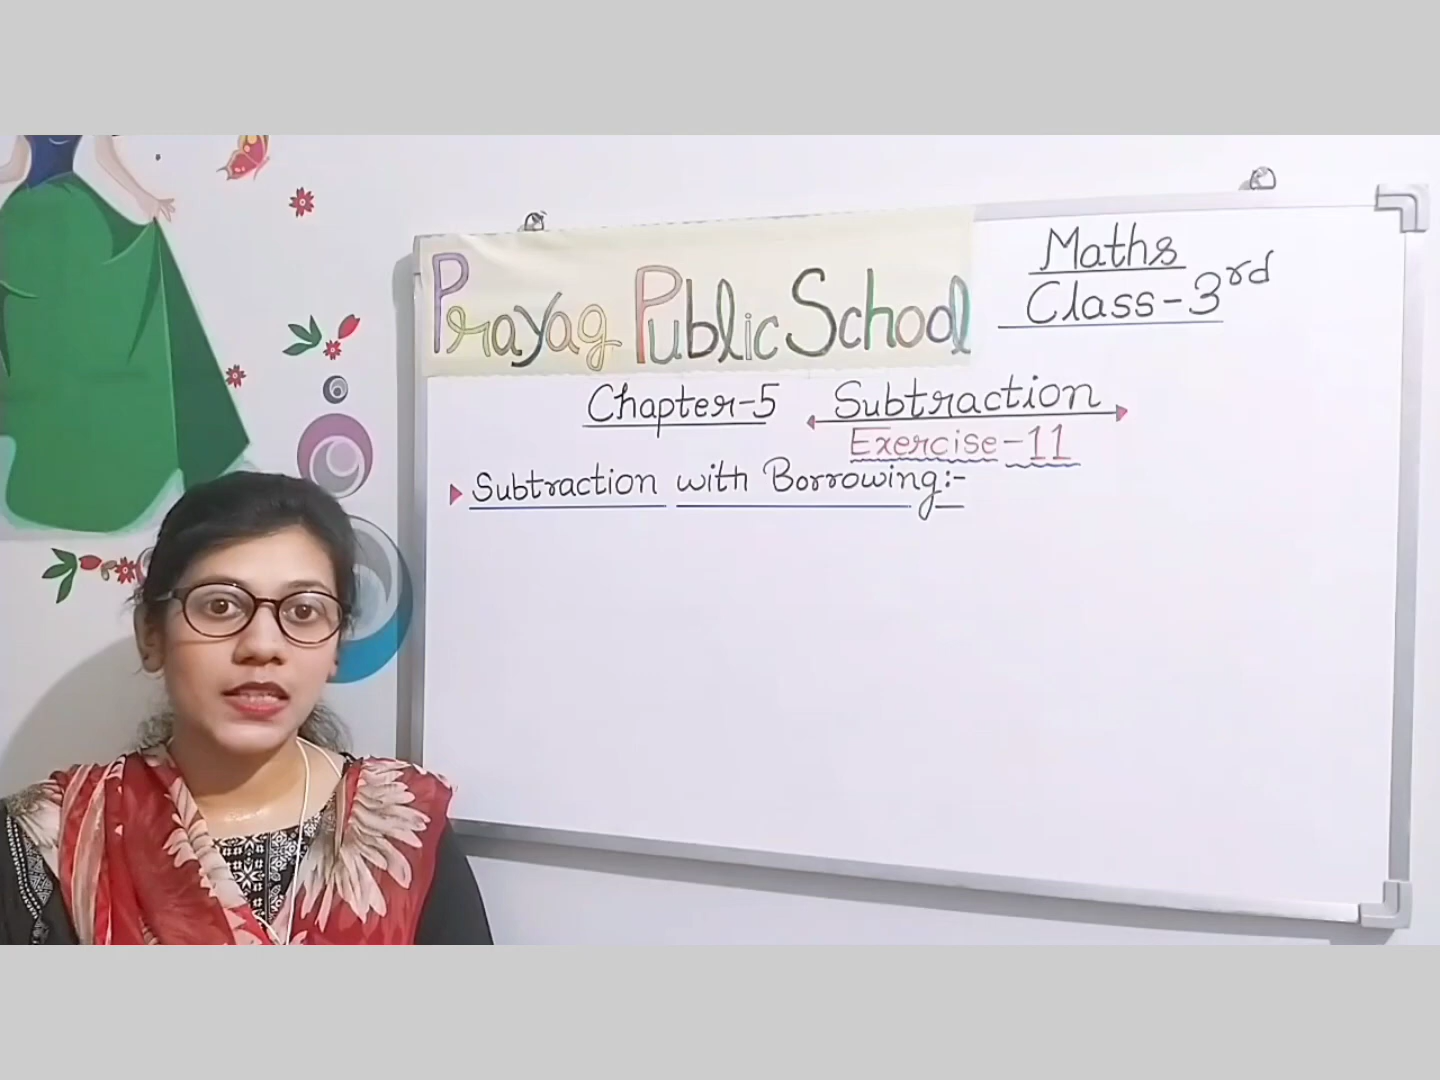 Prayag Public School
Maths
Class-3rd
Chapter-5 Subtraction
Exercise-11
Subtraction with Borrowing:-